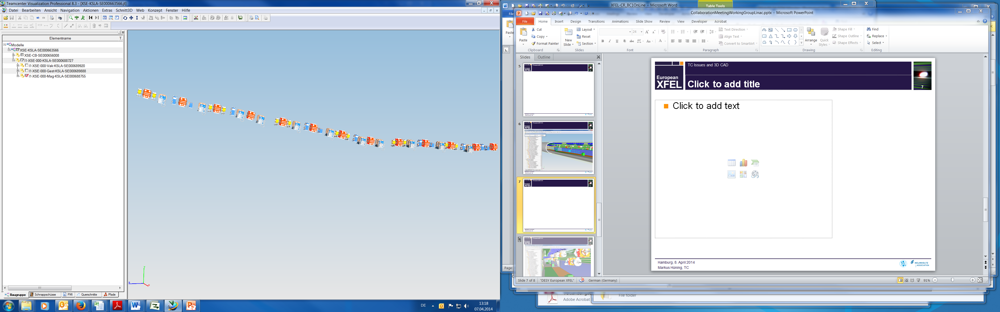 Teamcenter Visualization Professional 8.3 - [XSE-KSLA-SE000663566.jt]
Datei Bearbeiten Ansicht Navigation Aktionen Extras Schnitt3D Web Konzept Fenster Hilfe
Elementname T..
Modelle
XSE-KSLA-SE000663566
XSE-CB-SE000656008
I1-XSE-000-KSLA-SE000688727
I1-XSE-000-Vak-KSLA-SE000689920
I1-XSE-000-Gest-KSLA-SE000689888
I1-XSE-000-Mag-KSLA-SE000688755
Baugruppe Schnappschüsse PMI Querschnitte Pfade
DE
13:18
07.04.2014
XFEL-CR_BC1OnLine - Microsoft Word
Table Tools
File
Paste
Page:
CollaborationMeetingWorkingGroupLinac.pptx - Microsoft PowerPoint
File Home Insert Design Transitions Animations Slide Show Review View Developer Acrobat
Paste
Cut
Copy
Format Painter
Clipboard
New Slide
Layout
Reset
Section
Slides
24
Font
Text Direction
Align Text
Convert to SmartArt
Paragraph
Arrange
Quick Styles
Shape Fill
Shape Outline
Shape Effects
Drawing
Find
Replace
Select
Editing
Slides Outline
5
6
7
8
European
XFEL
TC Issues and 3D CAD
Click to add title
7
Click to add text
Hamburg, 8. April 2014
Markus Hüning, TC
HELMHOLTZ
ASSOCIATION
Slide 7 of 8 "DESY European XFEL" German (Germany) 91%
Adobe Acrobat
File folder